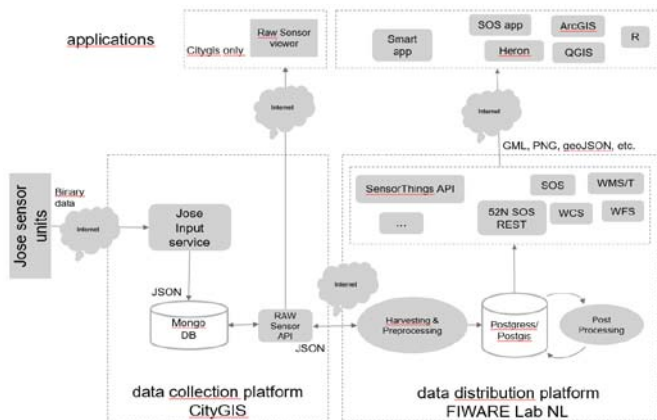 applications
Citygis only
Raw Sensor
viewer
Smart
app
SOS app
ArcGIS
Heron
QGIS
R
Internet
Internet
GML, PNG, geoJSON, etc.
Jose sensor
units
Binary
data
Internet
Jose
Input
service
SensorThings API
...
SOS
WMS/T
52N SOS
REST
WCS
WFS
JSON
Mongo
DB
RAW
Sensor
API
JSON
Internet
Harvesting &
Preprocessing
Postgress/
Postgis
Post
Processing
data collection platform
CityGIS
data distribution platform
FIWARE Lab NL